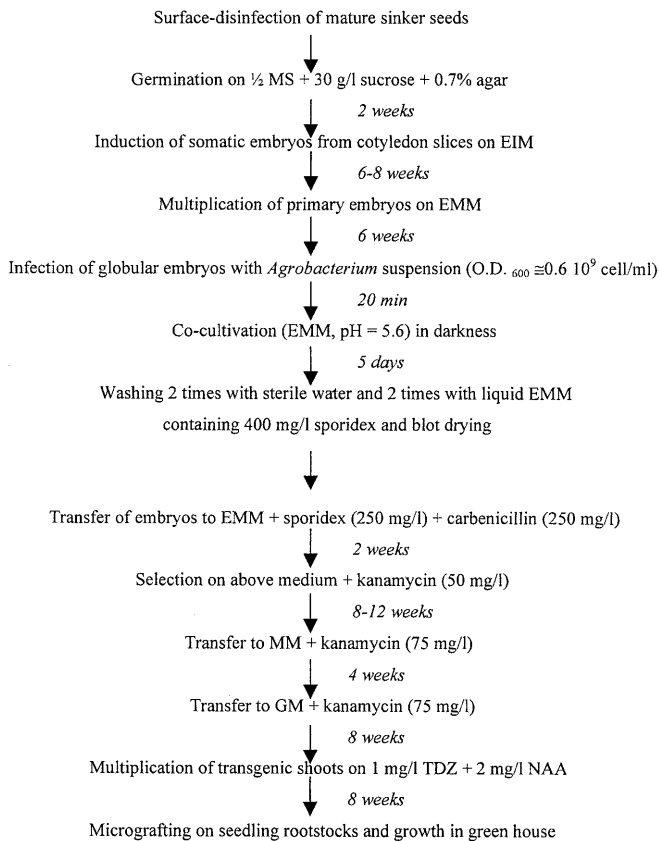 Surface-disinfection of mature sinker seeds
Germination on ½ MS + 30 g/l sucrose + 0.7% agar
2 weeks
Induction of somatic embryos from cotyledon slices on EIM
6-8 weeks
Multiplication of primary embryos on EMM
6 weeks
Infection of globular embryos with Agrobacterium suspension (O.D. 600 ≅0.6 10⁹ cell/ml)
20 min
Co-cultivation (EMM, pH = 5.6) in darkness
5 days
Washing 2 times with sterile water and 2 times with liquid EMM
containing 400 mg/l sporidex and blot drying
Transfer of embryos to EMM + sporidex (250 mg/l) + carbenicillin (250 mg/l)
2 weeks
Selection on above medium + kanamycin (50 mg/l)
8-12 weeks
Transfer to MM + kanamycin (75 mg/l)
4 weeks
Transfer to GM + kanamycin (75 mg/l)
8 weeks
Multiplication of transgenic shoots on 1 mg/l TDZ + 2 mg/l NAA
8 weeks
Micrografting on seedling rootstocks and growth in green house